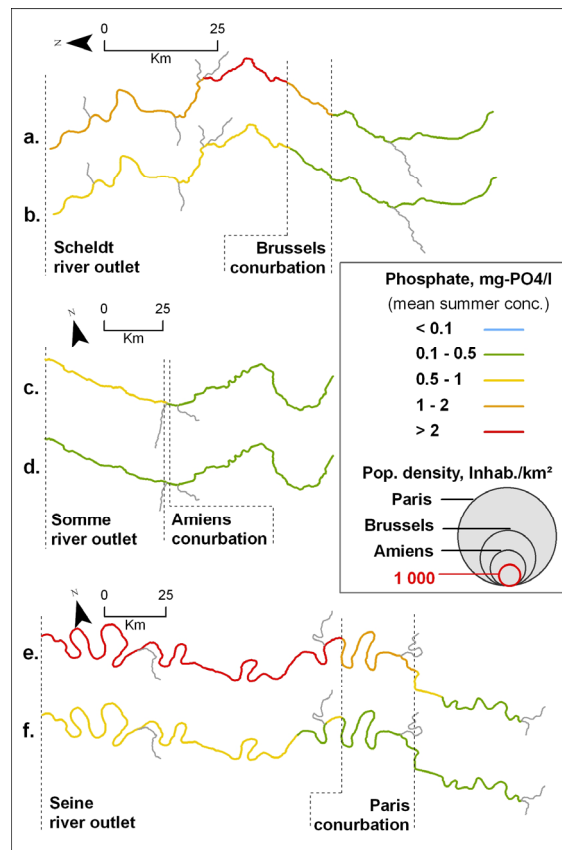 N
0
25
Km
a.
b.
Scheldt
river outlet
Brussels
conurbation
N
0
25
Km
c.
d.
Somme
river outlet
Amiens
conurbation
Phosphate, mg-PO4/l
(mean summer conc.)
< 0.1
0.1 - 0.5
0.5 - 1
1 - 2
> 2
Pop. density, Inhab./km²
Paris
Brussels
Amiens
1 000
N
0
25
Km
e.
f.
Seine
river outlet
Paris
conurbation